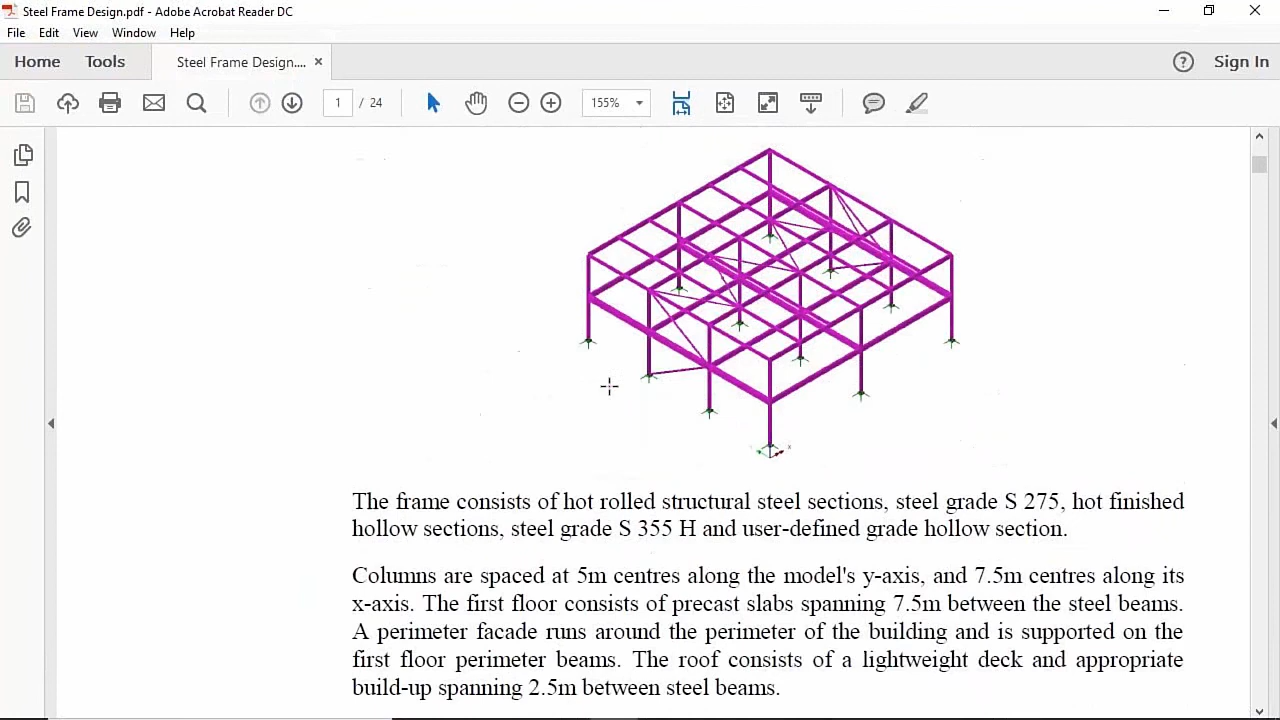 Steel Frame Design.pdf - Adobe Acrobat Reader DC
File Edit View Window Help
Home Tools Steel Frame Design.... × Sign In
1 / 24 155%
The frame consists of hot rolled structural steel sections, steel grade S 275, hot finished
hollow sections, steel grade S 355 H and user-defined grade hollow section.
Columns are spaced at 5m centres along the model's y-axis, and 7.5m centres along its
x-axis. The first floor consists of precast slabs spanning 7.5m between the steel beams.
A perimeter facade runs around the perimeter of the building and is supported on the
first floor perimeter beams. The roof consists of a lightweight deck and appropriate
build-up spanning 2.5m between steel beams.